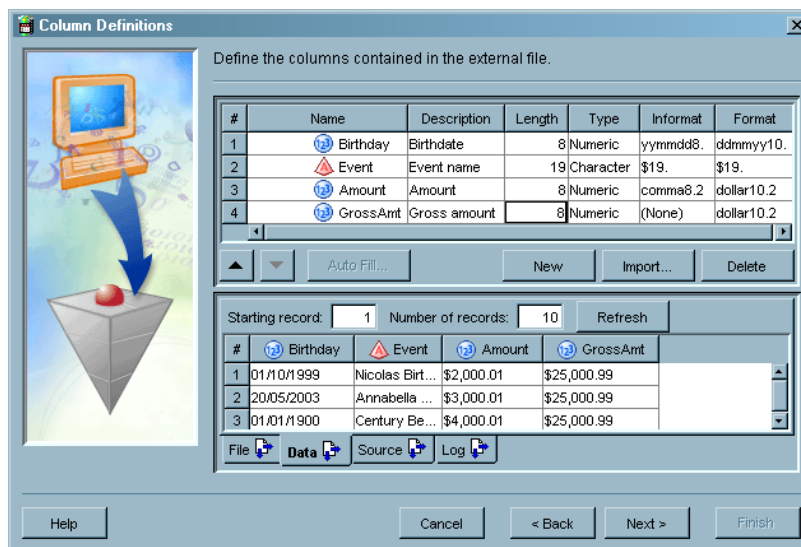 Column Definitions
Define the columns contained in the external file.
# Name Description Length Type Informat Format
1 Birthday Birthdate 8 Numeric yymmdd8. ddmmyy10.
2 Event Event name 19 Character $19. $19.
3 Amount Amount 8 Numeric comma8.2 dollar10.2
4 GrossAmt Gross amount 8 Numeric (None) dollar10.2
Auto Fill... New Import... Delete
Starting record: 1 Number of records: 10 Refresh
# Birthday Event Amount GrossAmt
1 01/10/1999 Nicolas Birt... $2,000.01 $25,000.99
2 20/05/2003 Annabella ... $3,000.01 $25,000.99
3 01/01/1900 Century Be... $4,000.01 $25,000.99
File Data Source Log
Help Cancel < Back Next > Finish